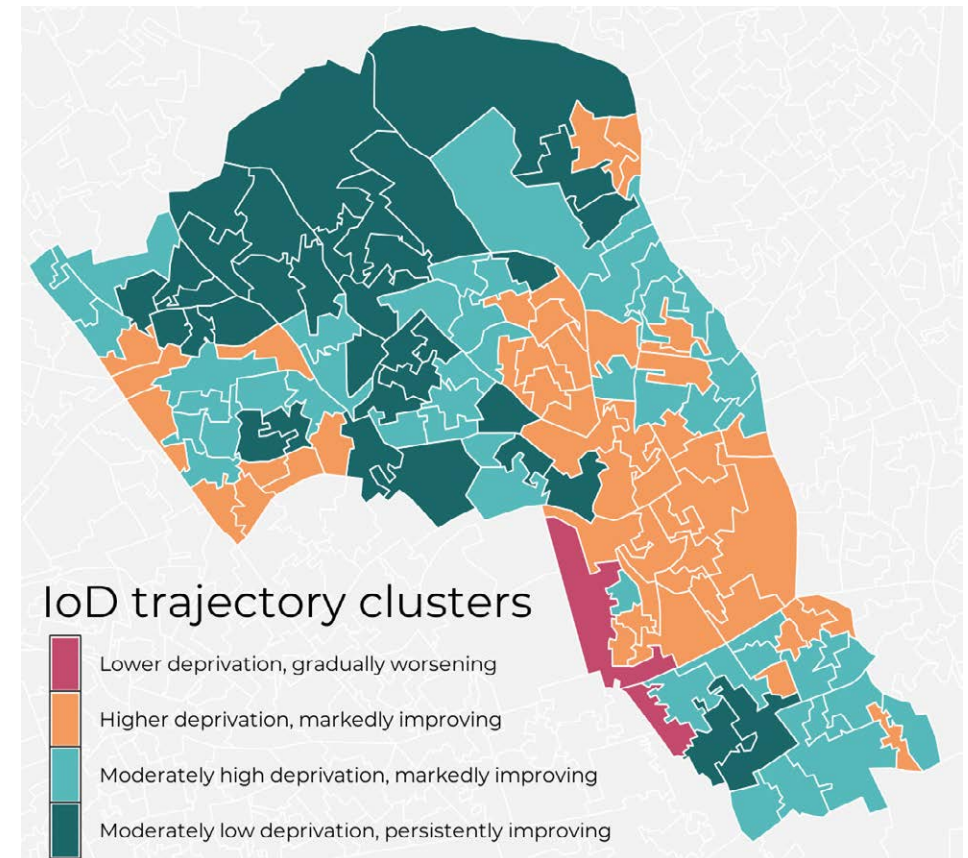 IoD trajectory clusters
Lower deprivation, gradually worsening
Higher deprivation, markedly improving
Moderately high deprivation, markedly improving
Moderately low deprivation, persistently improving